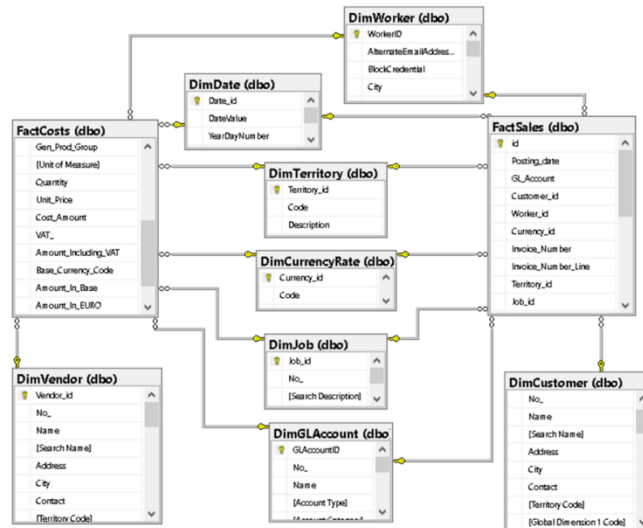 DimWorker (dbo)
WorkerID
AlternateEmailAddres...
BlockCredential
City
DimDate (dbo)
Date_id
DateValue
YearDayNumber
FactCosts (dbo)
Gen_Prod_Group
[Unit of Measure]
Quantity
Unit_Price
Cost_Amount
VAT_
Amount_Including_VAT
Base_Currency_Code
Amount_In_Base
Amount_In_EURO
FactSales (dbo)
id
Posting_date
GL_Account
Customer_id
Worker_id
Currency_id
Invoice_Number
Invoice_Number_Line
Territory_id
Job_id
DimTerritory (dbo)
Territory_id
Code
Description
DimCurrencyRate (dbo)
Currency_id
Code
DimJob (dbo)
Job_id
No_
[Search Description]
DimVendor (dbo)
Vendor_id
No_
Name
[Search Name]
Address
City
Contact
[Territory Code]
DimGLAccount (dbo
GLAccountID
No_
Name
[Account Type]
DimCustomer (dbo)
No_
Name
[Search Name]
Address
City
Contact
[Territory Code]
[Global Dimension 1 Code]